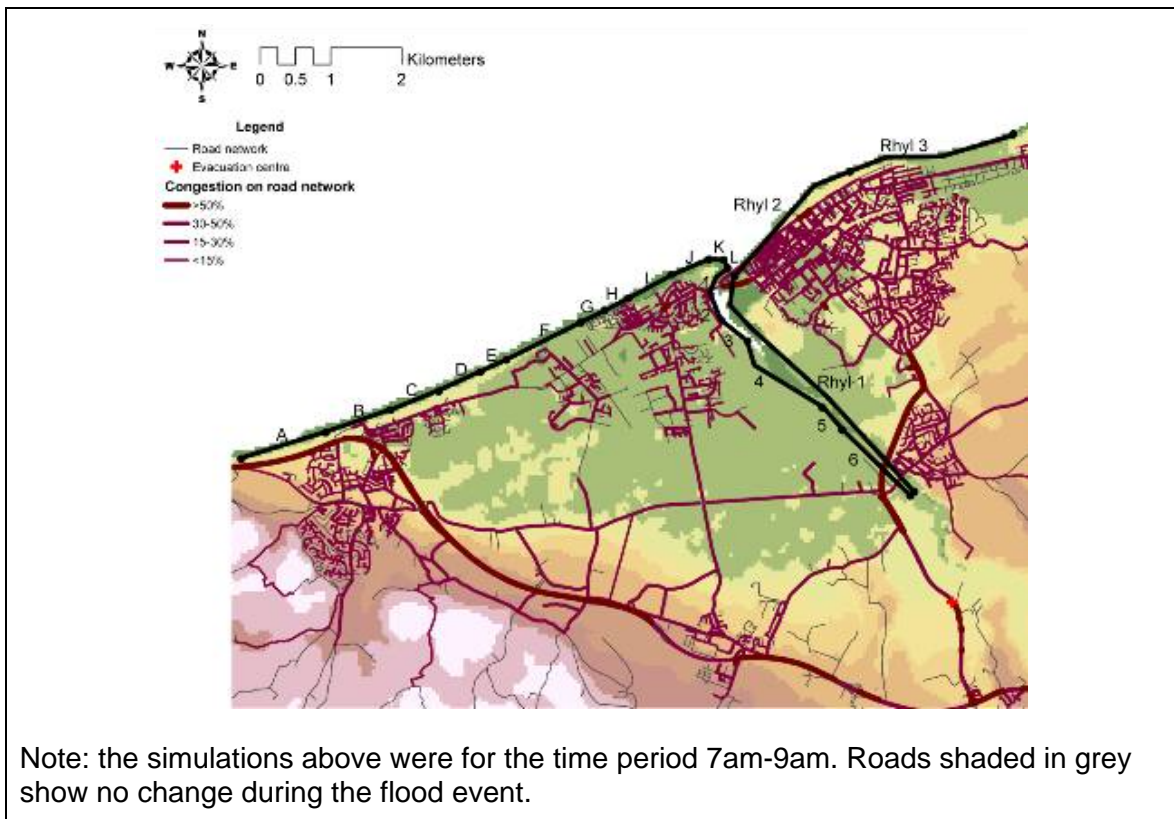 N
W E
S
Kilometers
0 0.5 1 2
Legend
Road network
Evacuation centre
Congestion on road network
>50%
30-50%
15-30%
<15%
Rhyl 3
Rhyl 2
K
J L
I
H
G
F
E
D
C
B
A
1
2
3
4
Rhyl 1
5
6
Note: the simulations above were for the time period 7am-9am. Roads shaded in grey
show no change during the flood event.